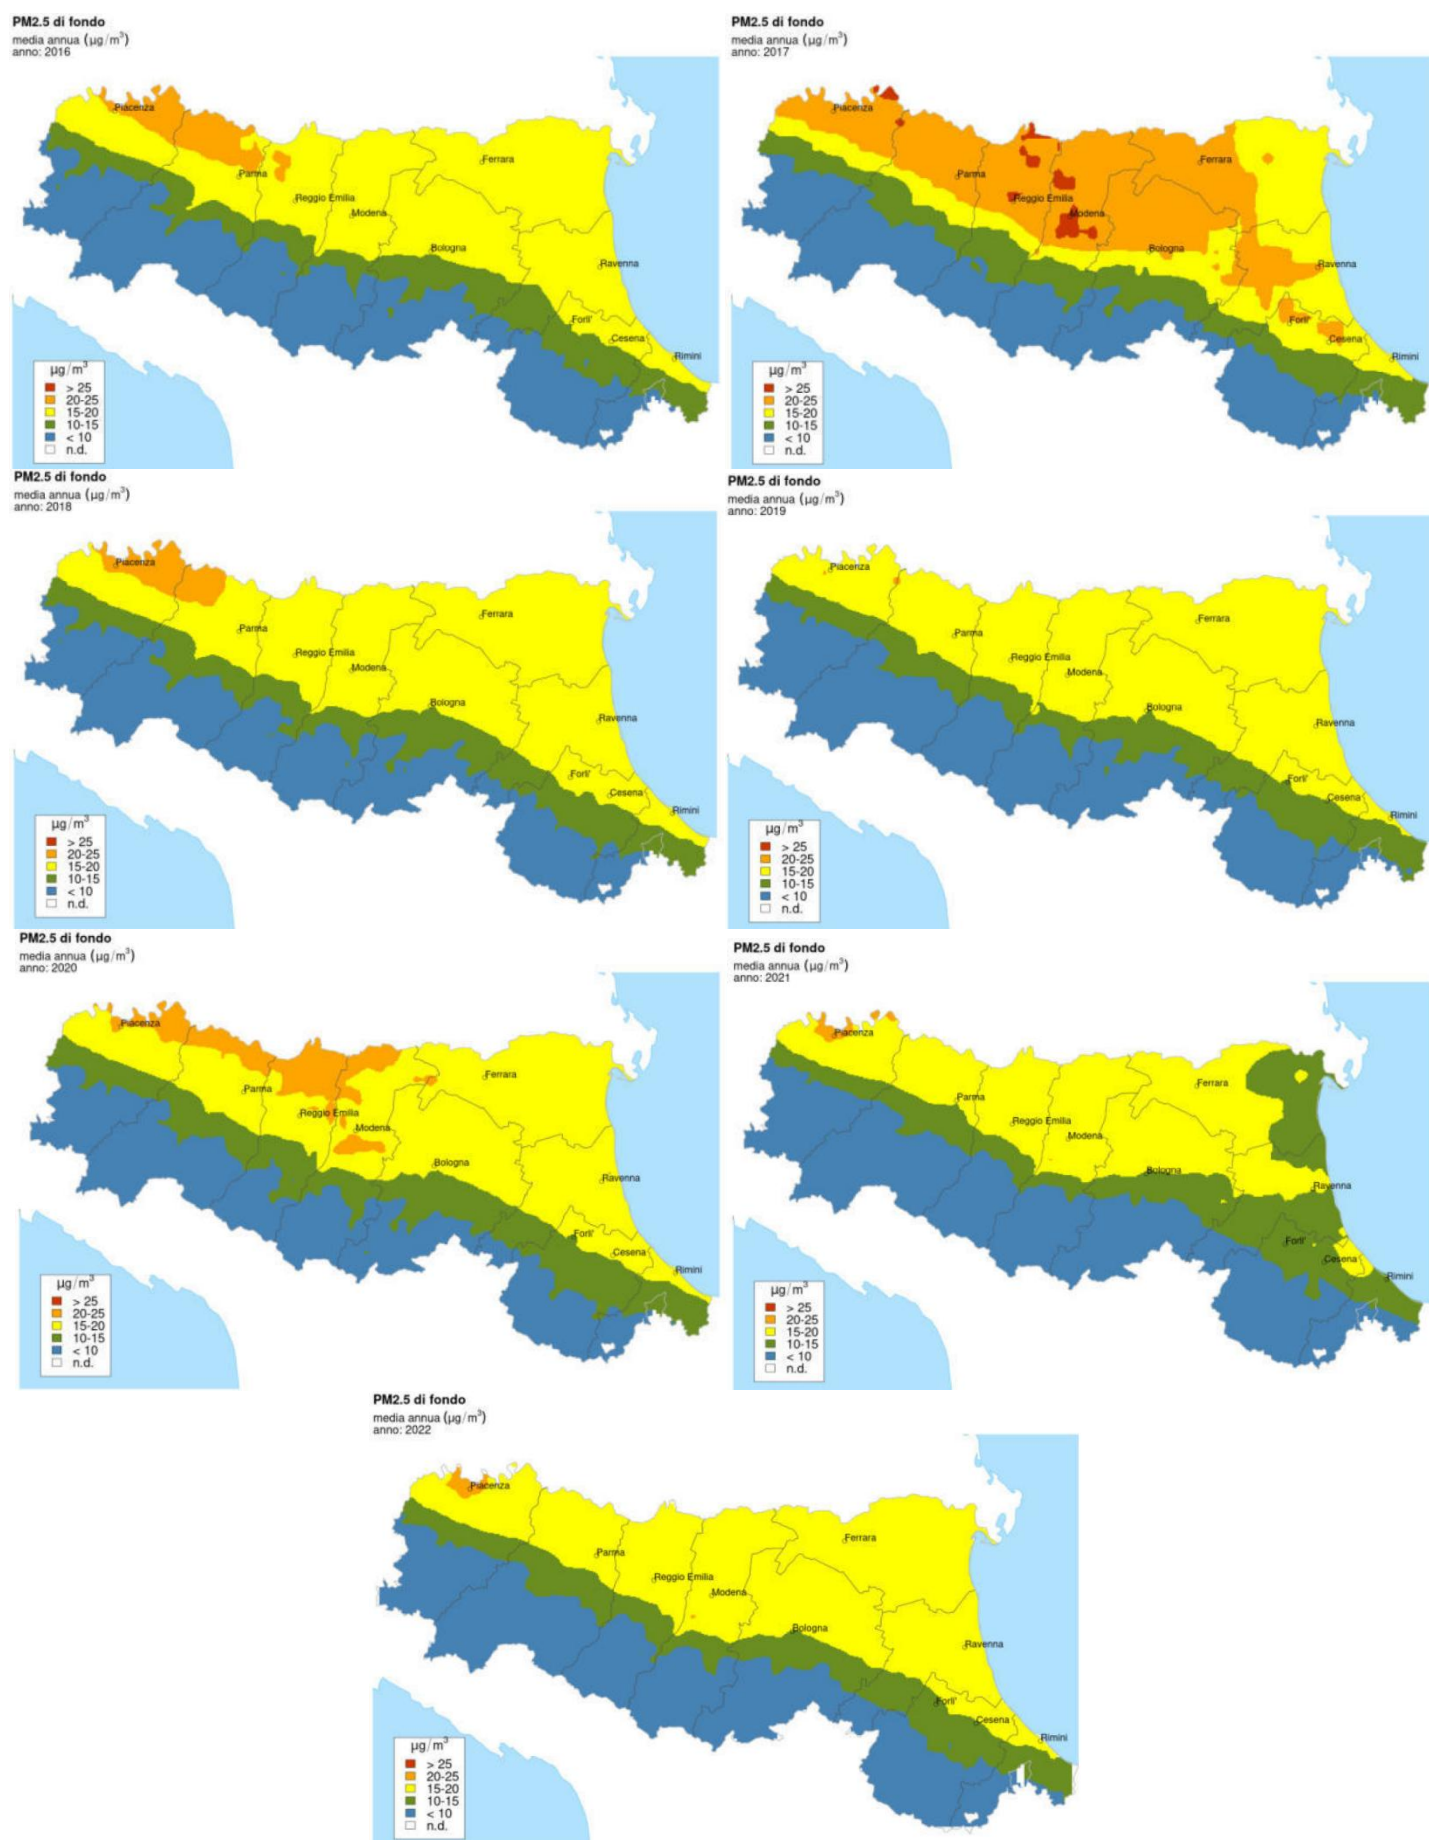 PM2.5 di fondo
media annua (µg/m³)
anno: 2016
Piacenza
Ferrara
Parma
Reggio Emilia
Modena
Bologna
Ravenna
Forli'
Cesena
Rimini
µg/m³
> 25
20-25
15-20
10-15
< 10
n.d.
PM2.5 di fondo
media annua (µg/m³)
anno: 2017
Piacenza
Ferrara
Parma
Reggio Emilia
Modena
Bologna
Ravenna
Forli'
Cesena
Rimini
µg/m³
> 25
20-25
15-20
10-15
< 10
n.d.
PM2.5 di fondo
media annua (µg/m³)
anno: 2018
Piacenza
Ferrara
Parma
Reggio Emilia
Modena
Bologna
Ravenna
Forli'
Cesena
Rimini
µg/m³
> 25
20-25
15-20
10-15
< 10
n.d.
PM2.5 di fondo
media annua (µg/m³)
anno: 2019
Piacenza
Ferrara
Parma
Reggio Emilia
Modena
Bologna
Ravenna
Forli'
Cesena
Rimini
µg/m³
> 25
20-25
15-20
10-15
< 10
n.d.
PM2.5 di fondo
media annua (µg/m³)
anno: 2020
Piacenza
Ferrara
Parma
Reggio Emilia
Modena
Bologna
Ravenna
Forli'
Cesena
Rimini
µg/m³
> 25
20-25
15-20
10-15
< 10
n.d.
PM2.5 di fondo
media annua (µg/m³)
anno: 2021
Piacenza
Ferrara
Parma
Reggio Emilia
Modena
Bologna
Ravenna
Forli'
Cesena
Rimini
µg/m³
> 25
20-25
15-20
10-15
< 10
n.d.
PM2.5 di fondo
media annua (µg/m³)
anno: 2022
Piacenza
Ferrara
Parma
Reggio Emilia
Modena
Bologna
Ravenna
Forli'
Cesena
Rimini
µg/m³
> 25
20-25
15-20
10-15
< 10
n.d.